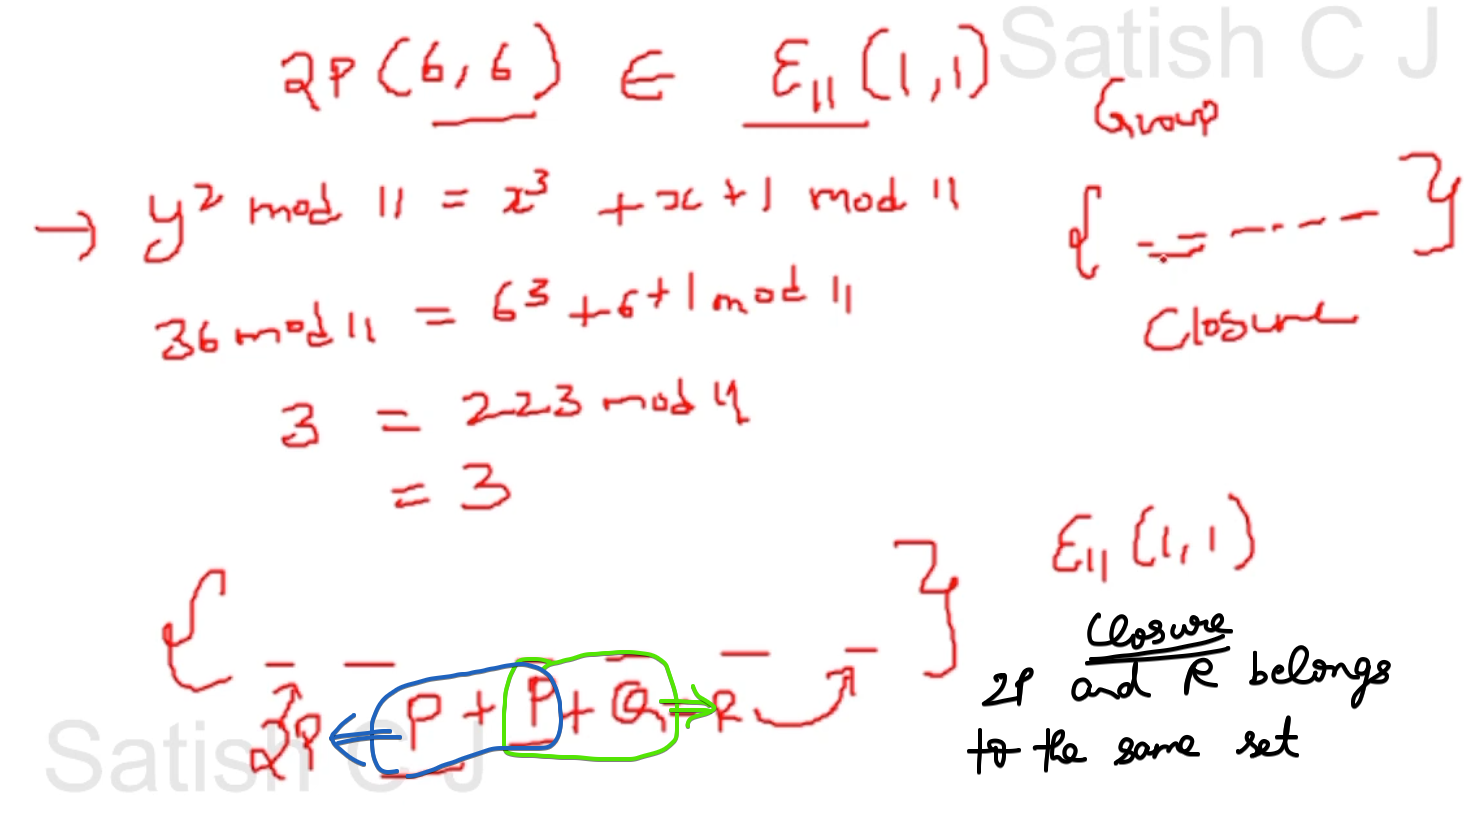 Satish C J
2P (6,6) ∈ E11 (1,1)
Group
→ y² mod 11 = x³ + x + 1 mod 11
{ - = - - - - }
36 mod 11 = 6³ + 6 + 1 mod 11
Closure
3 = 223 mod 11
= 3
E11 (1,1)
{ _ _ _ _ _ _ }
Closure
2P and R belongs
2P ⇐ P + P + Q ⇒ R
to the same set
Satish C J